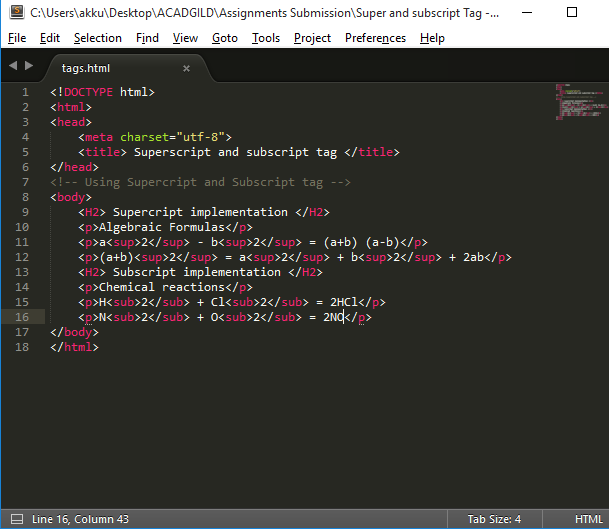 C:\Users\akku\Desktop\ACADGILD\Assignments Submission\Super and subscript Tag -...
File Edit Selection Find View Goto Tools Project Preferences Help
tags.html ×
1 <!DOCTYPE html>
2 <html>
3 <head>
4 <meta charset="utf-8">
5 <title> Superscript and subscript tag </title>
6 </head>
7 <!-- Using Supercript and Subscript tag -->
8 <body>
9 <H2> Supercript implementation </H2>
10 <p>Algebraic Formulas</p>
11 <p>a<sup>2</sup> - b<sup>2</sup> = (a+b) (a-b)</p>
12 <p>(a+b)<sup>2</sup> = a<sup>2</sup> + b<sup>2</sup> + 2ab</p>
13 <H2> Subscript implementation </H2>
14 <p>Chemical reactions</p>
15 <p>H<sub>2</sub> + Cl<sub>2</sub> = 2HCl</p>
16 <p>N<sub>2</sub> + O<sub>2</sub> = 2NO</p>
17 </body>
18 </html>
Line 16, Column 43 Tab Size: 4 HTML